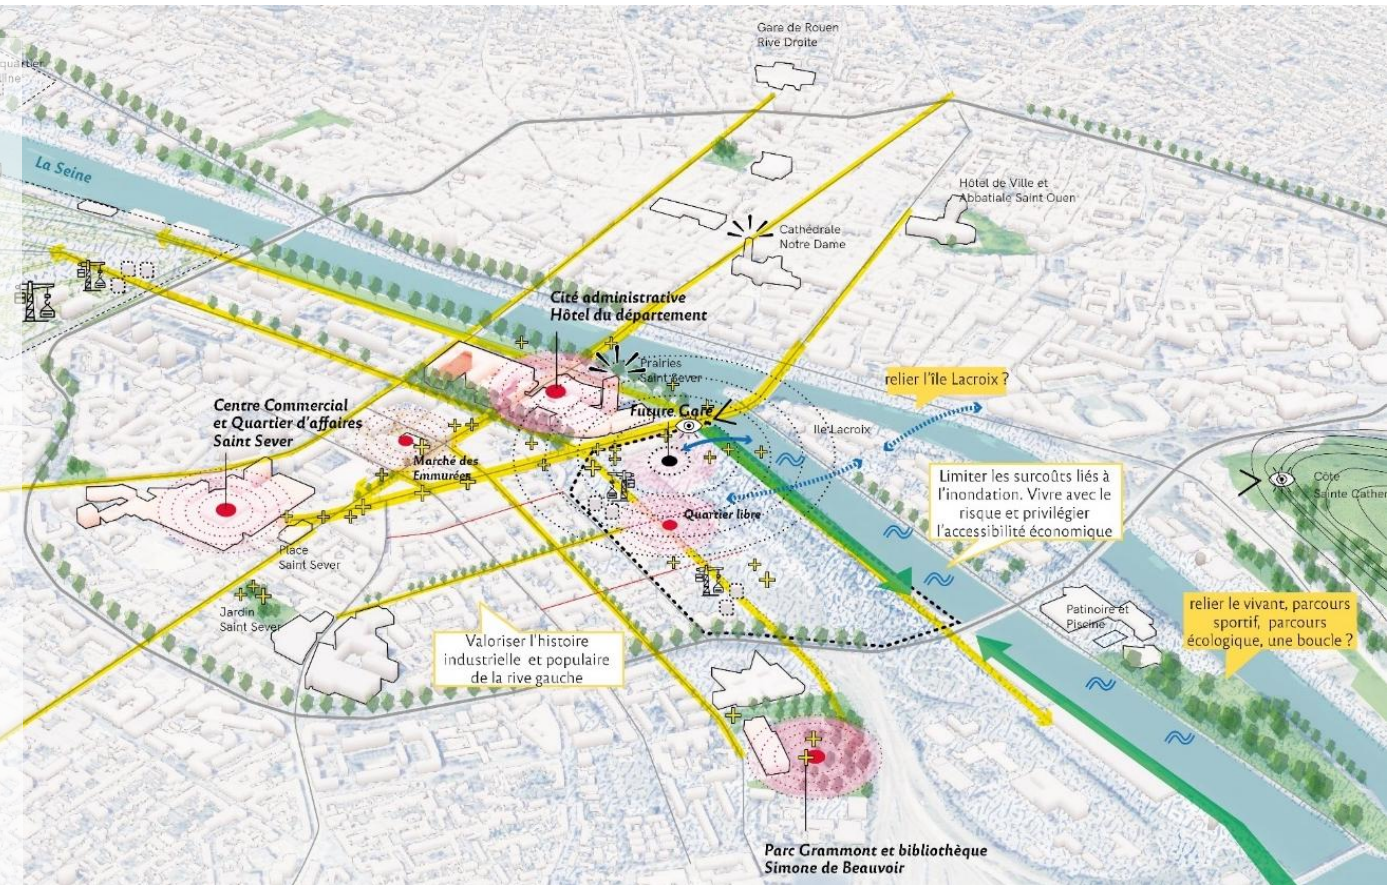 Gare de Rouen
Rive Droite
quartier
La Seine
Hôtel de Ville et
Abbatiale Saint Ouen
Cathédrale
Notre Dame
Cité administrative
Hôtel du département
Prairies
Saint Sever
relier l'île Lacroix ?
Centre Commercial
et Quartier d'affaires
Saint Sever
Future Gare
Ile Lacroix
Marché des
Emmurées
Limiter les surcoûts liés à
l'inondation. Vivre avec le
risque et privilégier
l'accessibilité économique
Côte
Sainte Cather
Quartier libre
Place
Saint Sever
Jardin
Saint Sever
Patinoire et
Piscine
relier le vivant, parcours
sportif, parcours
écologique, une boucle ?
Valoriser l'histoire
industrielle et populaire
de la rive gauche
Parc Grammont et bibliothèque
Simone de Beauvoir